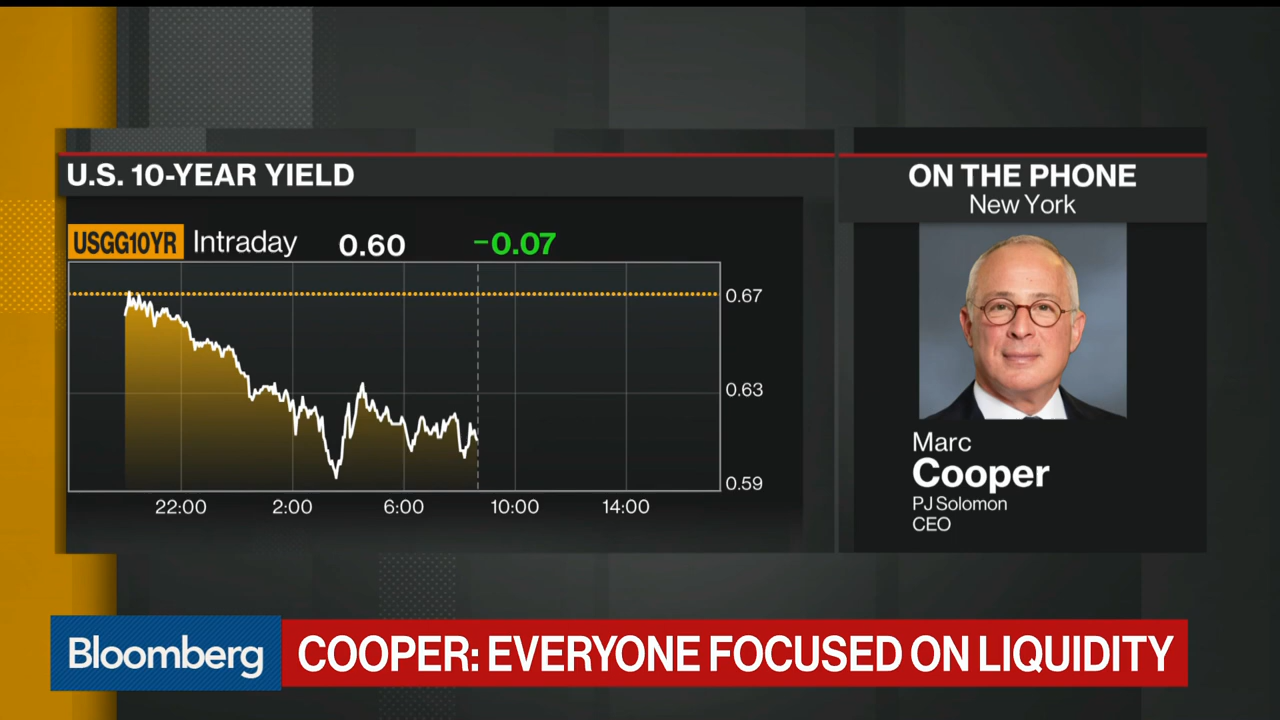 U.S. 10-YEAR YIELD
USGG10YR Intraday 0.60 -0.07
0.67
0.63
0.59
22:00 2:00 6:00 10:00 14:00
ON THE PHONE
New York
Marc
Cooper
PJ Solomon
CEO
Bloomberg
COOPER: EVERYONE FOCUSED ON LIQUIDITY